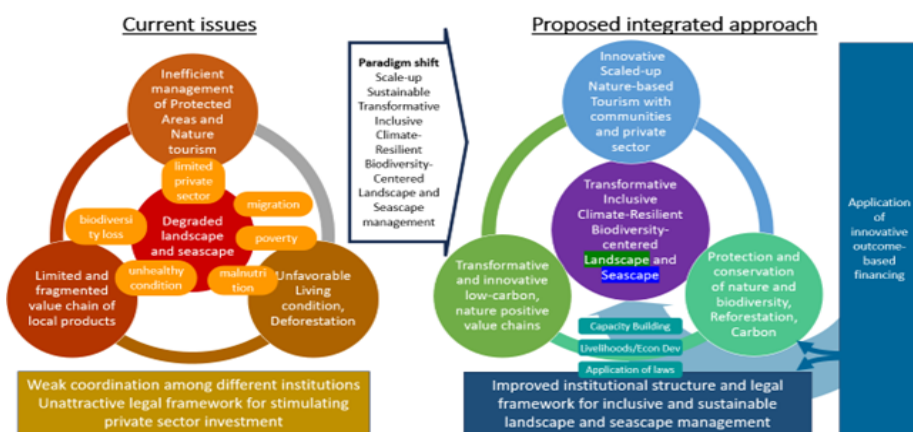 Current issues
Proposed integrated approach
Inefficient
management
of Protected
Areas and
Nature
tourism
limited
private
sector
migration
biodiversi
ty loss
Degraded
landscape
and seascape
poverty
unhealthy
condition
malnutri
tion
Limited and
fragmented
value chain of
local products
Unfavorable
Living
condition,
Deforestation
Weak coordination among different institutions
Unattractive legal framework for stimulating
private sector investment
Paradigm shift
Scale-up
Sustainable
Transformative
Inclusive
Climate-
Resilient
Biodiversity-
Centered
Landscape and
Seascape
management
Innovative
Scaled-up
Nature-based
Tourism with
communities
and private
sector
Transformative
Inclusive
Climate-Resilient
Biodiversity-
centered
Landscape and
Seascape
Transformative
and innovative
low-carbon,
nature positive
value chains
Protection and
conservation
of nature and
biodiversity,
Reforestation,
Carbon
Capacity Building
Livelihoods/Econ Dev
Application of laws
Improved institutional structure and legal
framework for inclusive and sustainable
landscape and seascape management
Application
of
innovative
outcome-
based
financing